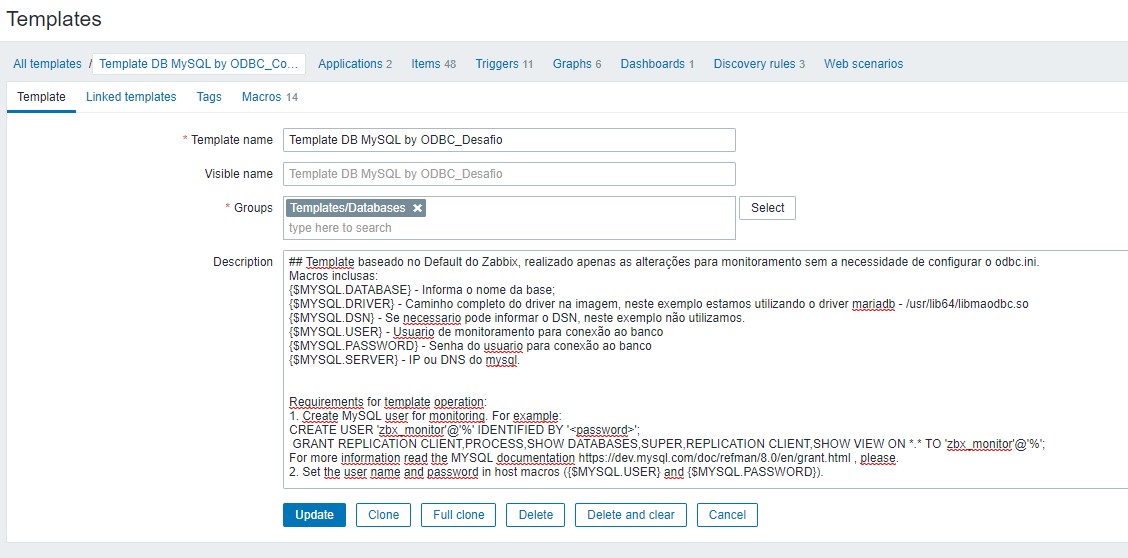 Templates
All templates / Template DB MySQL by ODBC_Co... Applications 2 Items 48 Triggers 11 Graphs 6 Dashboards 1 Discovery rules 3 Web scenarios
Template Linked templates Tags Macros 14
* Template name Template DB MySQL by ODBC_Desafio
Visible name Template DB MySQL by ODBC_Desafio
* Groups Templates/Databases × Select
type here to search
Description ## Template baseado no Default do Zabbix, realizado apenas as alterações para monitoramento sem a necessidade de configurar o odbc.ini.
Macros inclusas:
{$MYSQL.DATABASE} - Informa o nome da base;
{$MYSQL.DRIVER} - Caminho completo do driver na imagem, neste exemplo estamos utilizando o driver mariadb - /usr/lib64/libmaodbc.so
{$MYSQL.DSN} - Se necessario pode informar o DSN, neste exemplo não utilizamos.
{$MYSQL.USER} - Usuario de monitoramento para conexão ao banco
{$MYSQL.PASSWORD} - Senha do usuario para conexão ao banco
{$MYSQL.SERVER} - IP ou DNS do mysql.
Requirements for template operation:
1. Create MySQL user for monitoring. For example:
CREATE USER 'zbx_monitor'@'%' IDENTIFIED BY '<password>';
GRANT REPLICATION CLIENT,PROCESS,SHOW DATABASES,SUPER,REPLICATION CLIENT,SHOW VIEW ON *.* TO 'zbx_monitor'@'%';
For more information read the MYSQL documentation https://dev.mysql.com/doc/refman/8.0/en/grant.html , please.
2. Set the user name and password in host macros ({$MYSQL.USER} and {$MYSQL.PASSWORD}).
Update Clone Full clone Delete Delete and clear Cancel